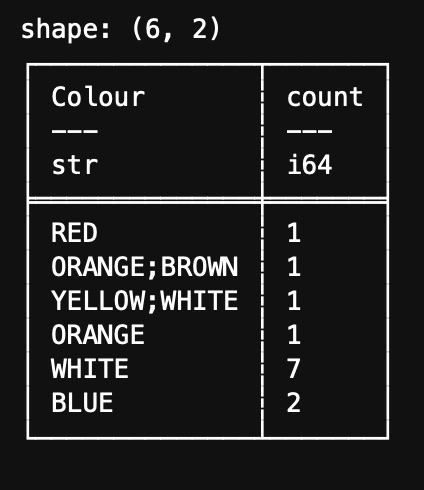 shape: (6, 2)
Colour count
--- ---
str i64
RED 1
ORANGE;BROWN 1
YELLOW;WHITE 1
ORANGE 1
WHITE 7
BLUE 2